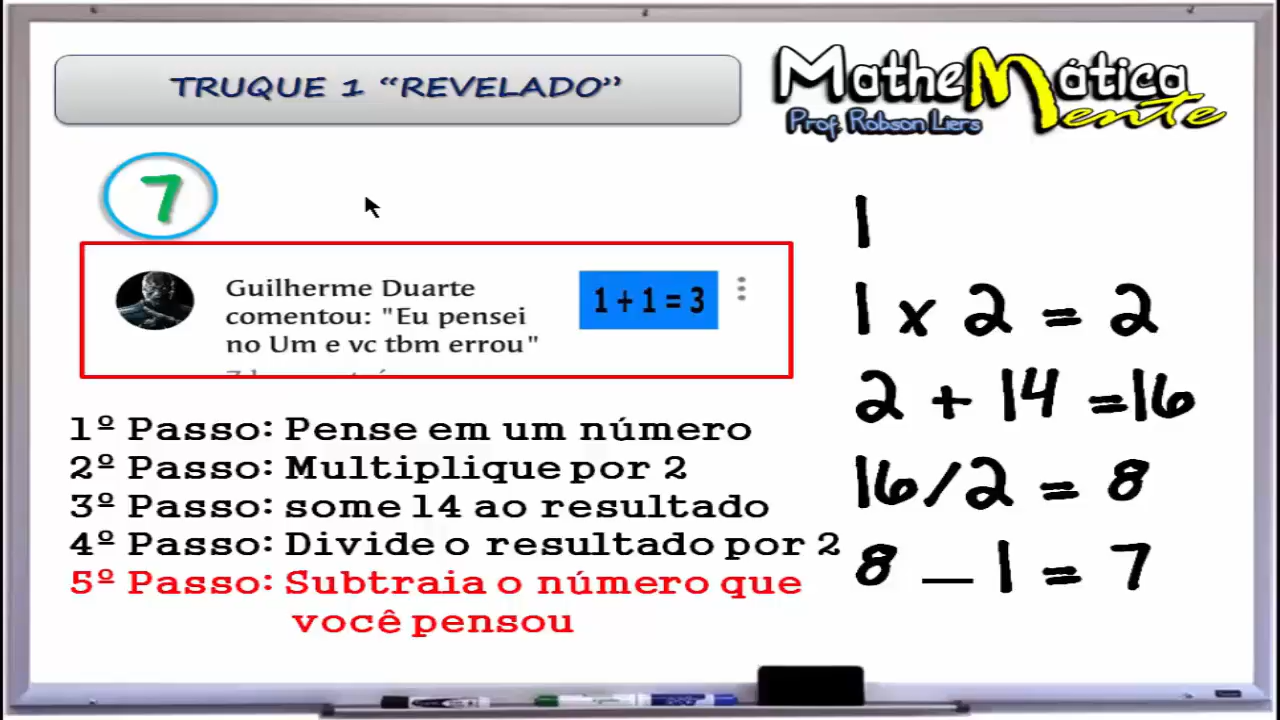 TRUQUE 1 “REVELADO”
MatheMática
mente
Prof. Robson Liers
7
Guilherme Duarte
comentou: "Eu pensei
no Um e vc tbm errou"
1 + 1 = 3
1º Passo: Pense em um número
2º Passo: Multiplique por 2
3º Passo: some 14 ao resultado
4º Passo: Divide o resultado por 2
5º Passo: Subtraia o número que
você pensou
1
1 x 2 = 2
2 + 14 =16
16/2 = 8
8 — 1 = 7